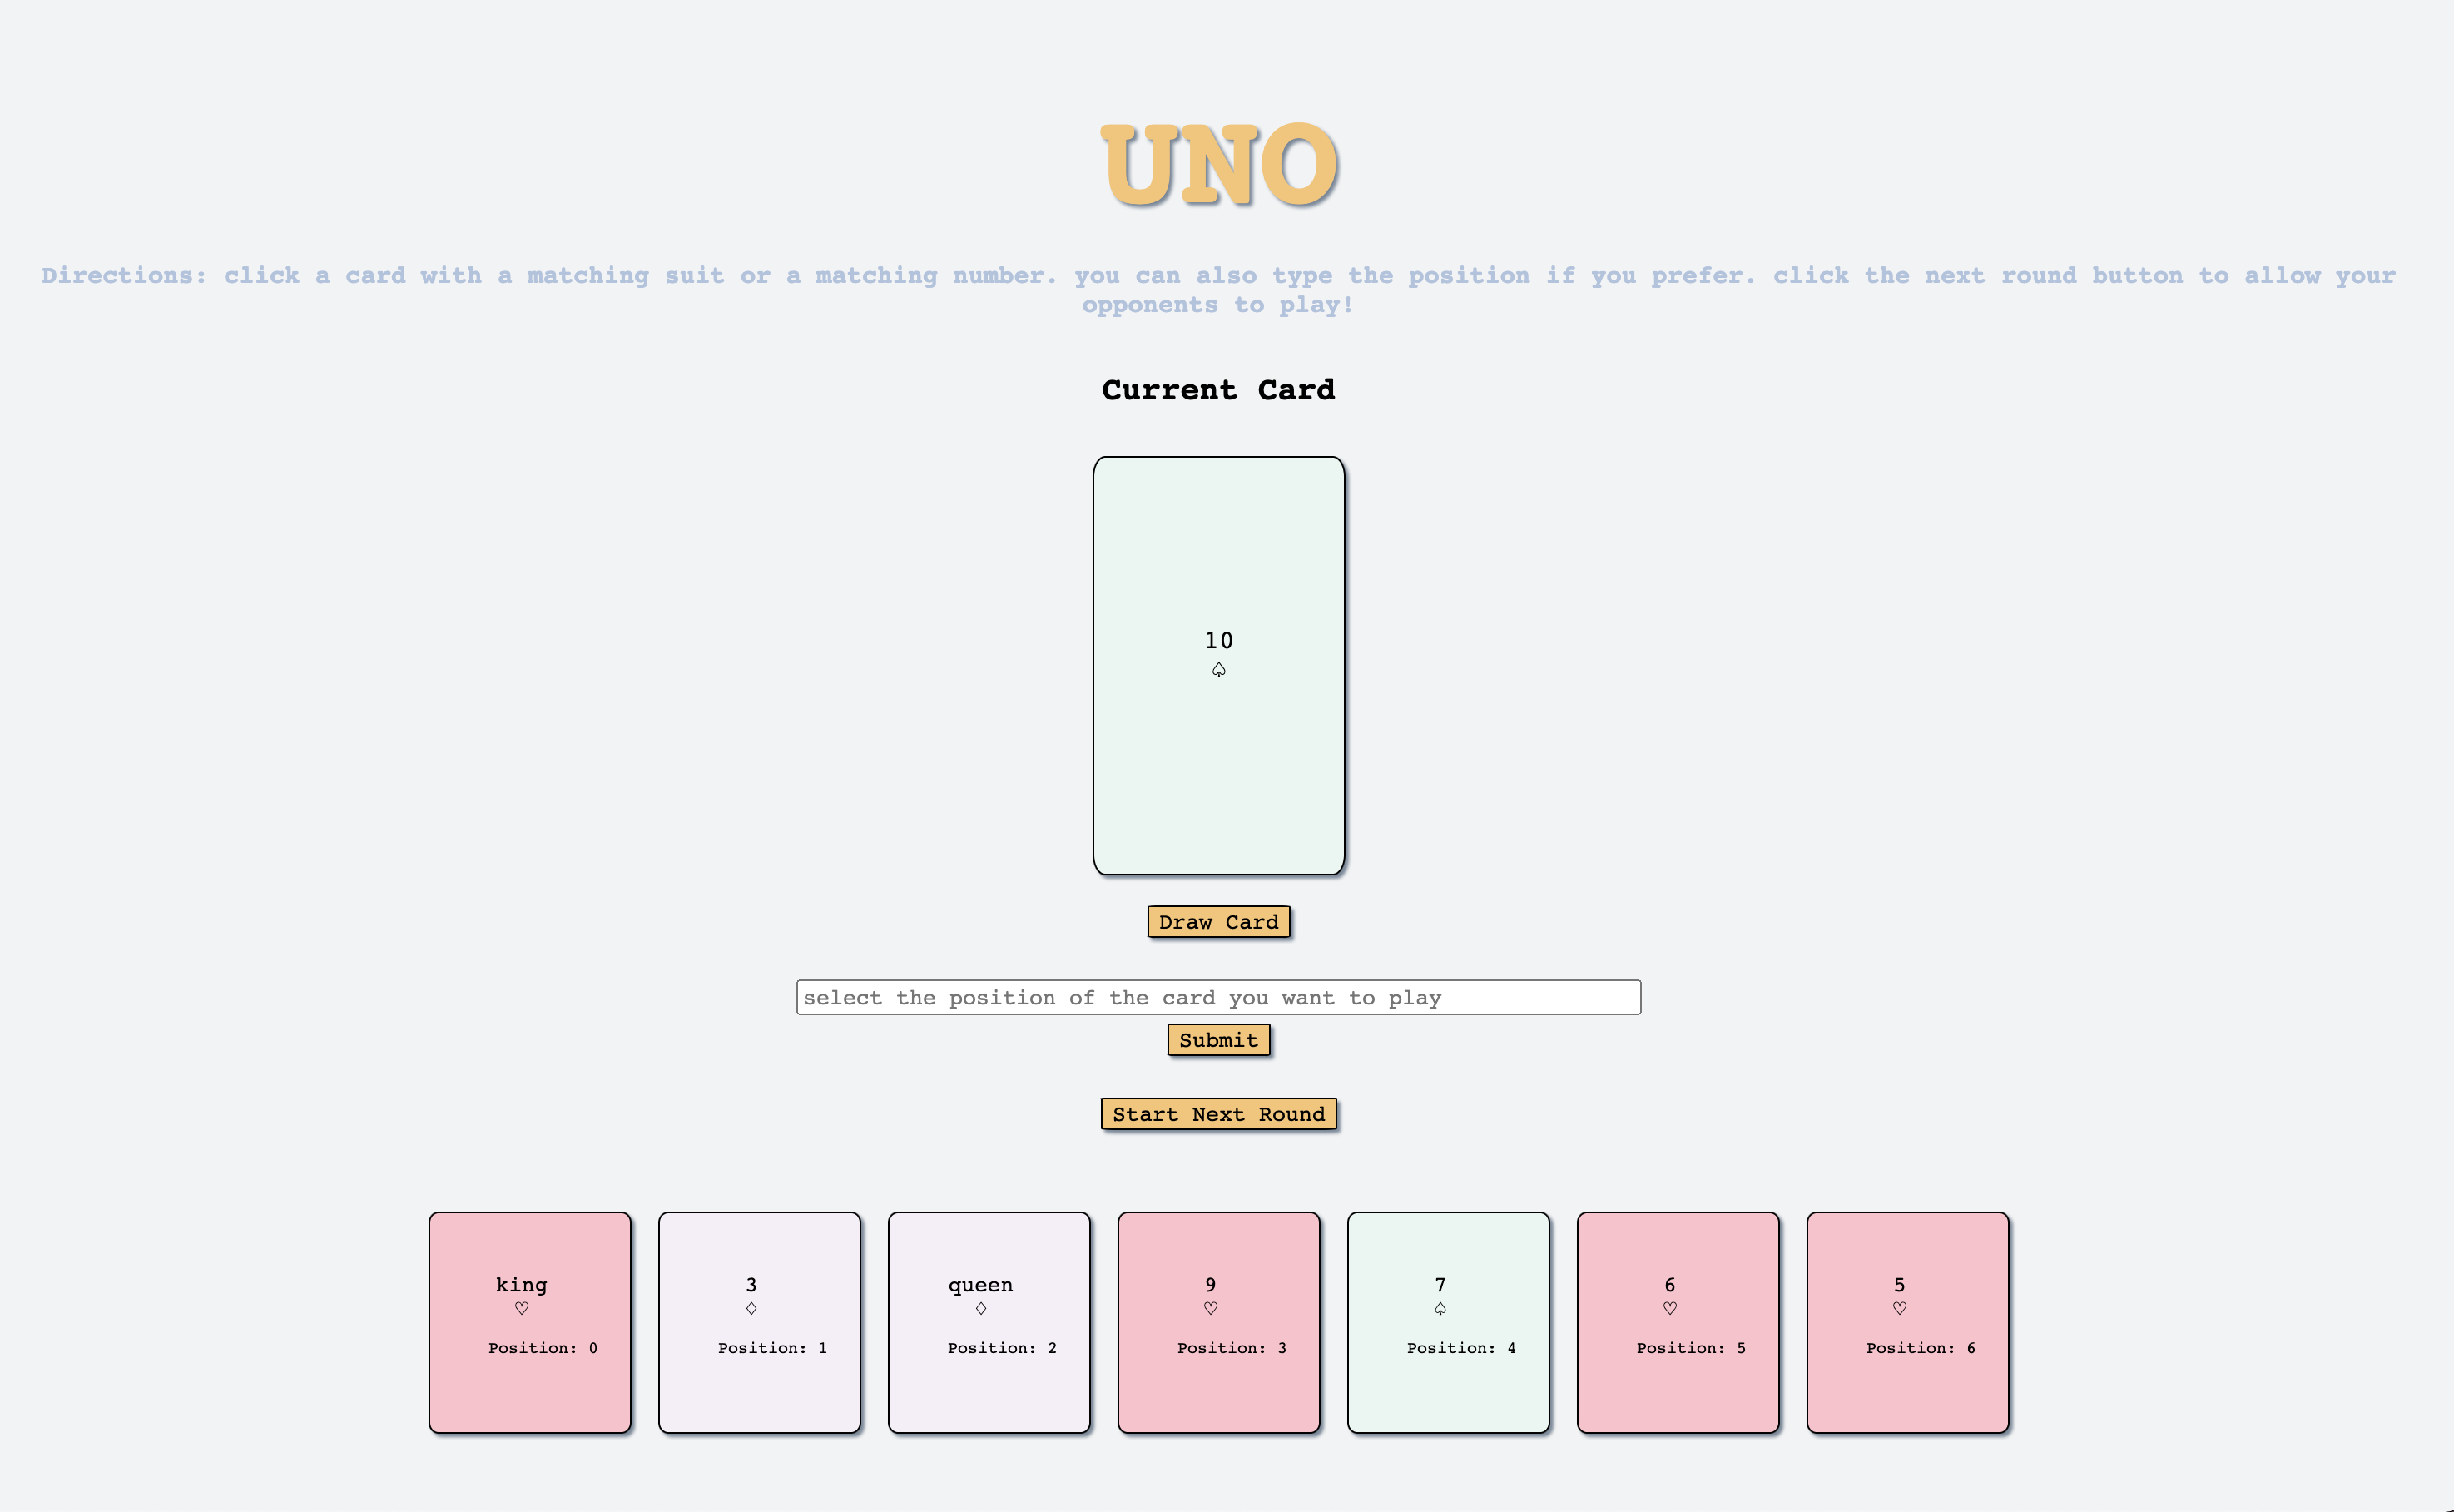 UNO
Directions: click a card with a matching suit or a matching number. you can also type the position if you prefer. click the next round button to allow your
opponents to play!
Current Card
10
♤
Draw Card
select the position of the card you want to play
Submit
Start Next Round
king
♡
Position: 0
3
♢
Position: 1
queen
♢
Position: 2
9
♡
Position: 3
7
♤
Position: 4
6
♡
Position: 5
5
♡
Position: 6